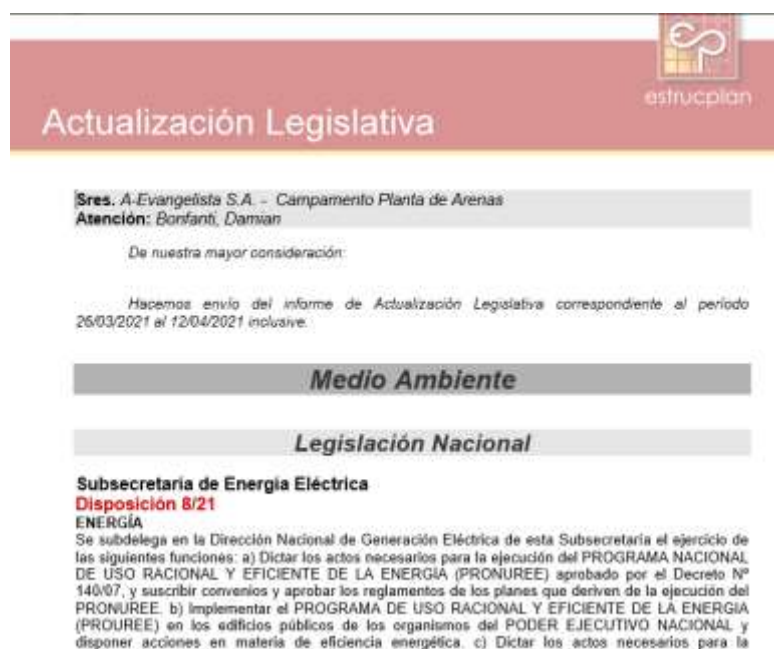 estrucplan
Actualización Legislativa
Sres. A-Evangelista S.A. - Campamento Planta de Arenas
Atención: Bonfanti, Damian
De nuestra mayor consideración:
Hacemos envío del informe de Actualización Legislativa correspondiente al período
26/03/2021 al 12/04/2021 inclusive.
Medio Ambiente
Legislación Nacional
Subsecretaría de Energía Eléctrica
Disposición 8/21
ENERGÍA
Se subdelega en la Dirección Nacional de Generación Eléctrica de esta Subsecretaría el ejercicio de
las siguientes funciones: a) Dictar los actos necesarios para la ejecución del PROGRAMA NACIONAL
DE USO RACIONAL Y EFICIENTE DE LA ENERGÍA (PRONUREE) aprobado por el Decreto Nº
140/07, y suscribir convenios y aprobar los reglamentos de los planes que deriven de la ejecución del
PRONUREE. b) Implementar el PROGRAMA DE USO RACIONAL Y EFICIENTE DE LA ENERGÍA
(PROUREE) en los edificios públicos de los organismos del PODER EJECUTIVO NACIONAL y
disponer acciones en materia de eficiencia energética. c) Dictar los actos necesarios para la